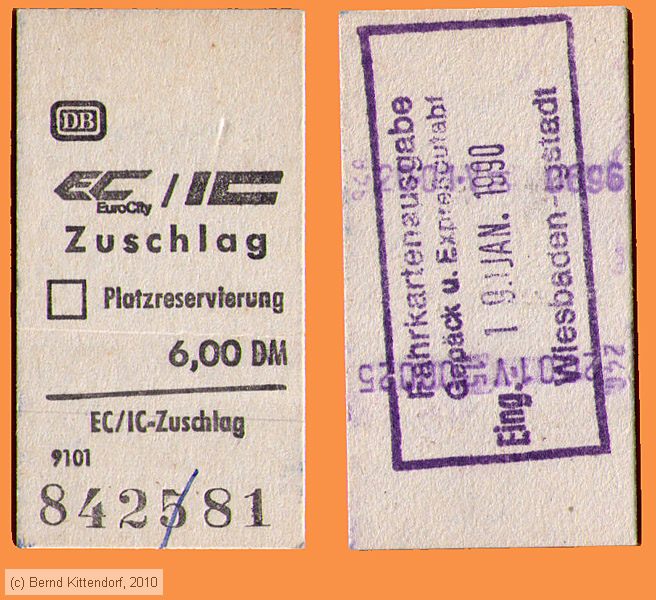 DB
EC / IC
EuroCity
Zuschlag
Platzreservierung
6,00 DM
EC/IC-Zuschlag
9101
842581
Fahrkartenausgabe
Gepäck u. Expreßgutabf
Eing. 19. JAN. 1990
Wiesbaden-Igstadt
(c) Bernd Kittendorf, 2010